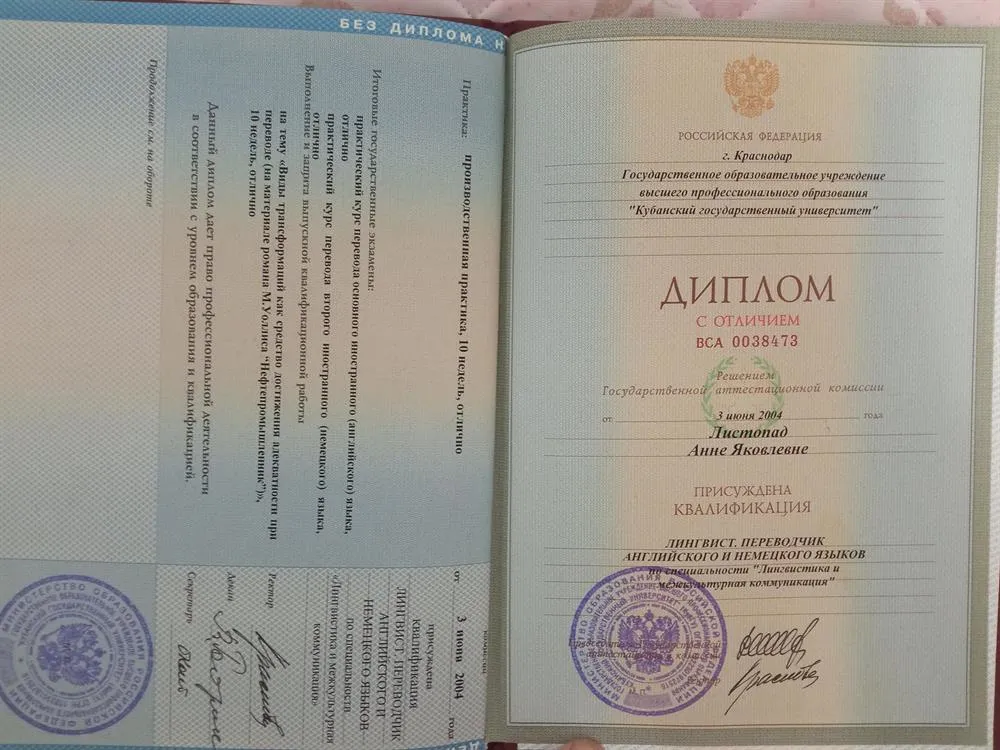 БЕЗ ДИПЛОМА Н
Практика: производственная практика, 10 недель, отлично
Итоговые государственные экзамены:
практический курс перевода основного иностранного (английского) языка,
отлично
практический курс перевода второго иностранного (немецкого) языка,
отлично
Выполнение и защита выпускной квалификационной работы
на тему «Виды трансформаций как средство достижения адекватности при
переводе (на материале романа М.Уоллиса "Нефтепромышленник")»,
10 недель, отлично
Данный диплом дает право профессиональной деятельности
в соответствии с уровнем образования и квалификацией.
Продолжение см. на обороте
от 3 июня 2004 года
присуждена
квалификация
ЛИНГВИСТ. ПЕРЕВОДЧИК
АНГЛИЙСКОГО И
НЕМЕЦКОГО ЯЗЫКОВ
по специальности
«Лингвистика и межкультурная
коммуникация»
Ректор
Декан
Секретарь
РОССИЙСКАЯ ФЕДЕРАЦИЯ
г. Краснодар
Государственное образовательное учреждение
высшего профессионального образования
"Кубанский государственный университет"
ДИПЛОМ
С ОТЛИЧИЕМ
ВСА 0038473
Решением
Государственной аттестационной комиссии
от 3 июня 2004 года
Листопад
Анне Яковлевне
ПРИСУЖДЕНА
КВАЛИФИКАЦИЯ
ЛИНГВИСТ. ПЕРЕВОДЧИК
АНГЛИЙСКОГО И НЕМЕЦКОГО ЯЗЫКОВ
по специальности "Лингвистика и
межкультурная коммуникация"
Председатель Государственной
аттестационной комиссии
Ректор